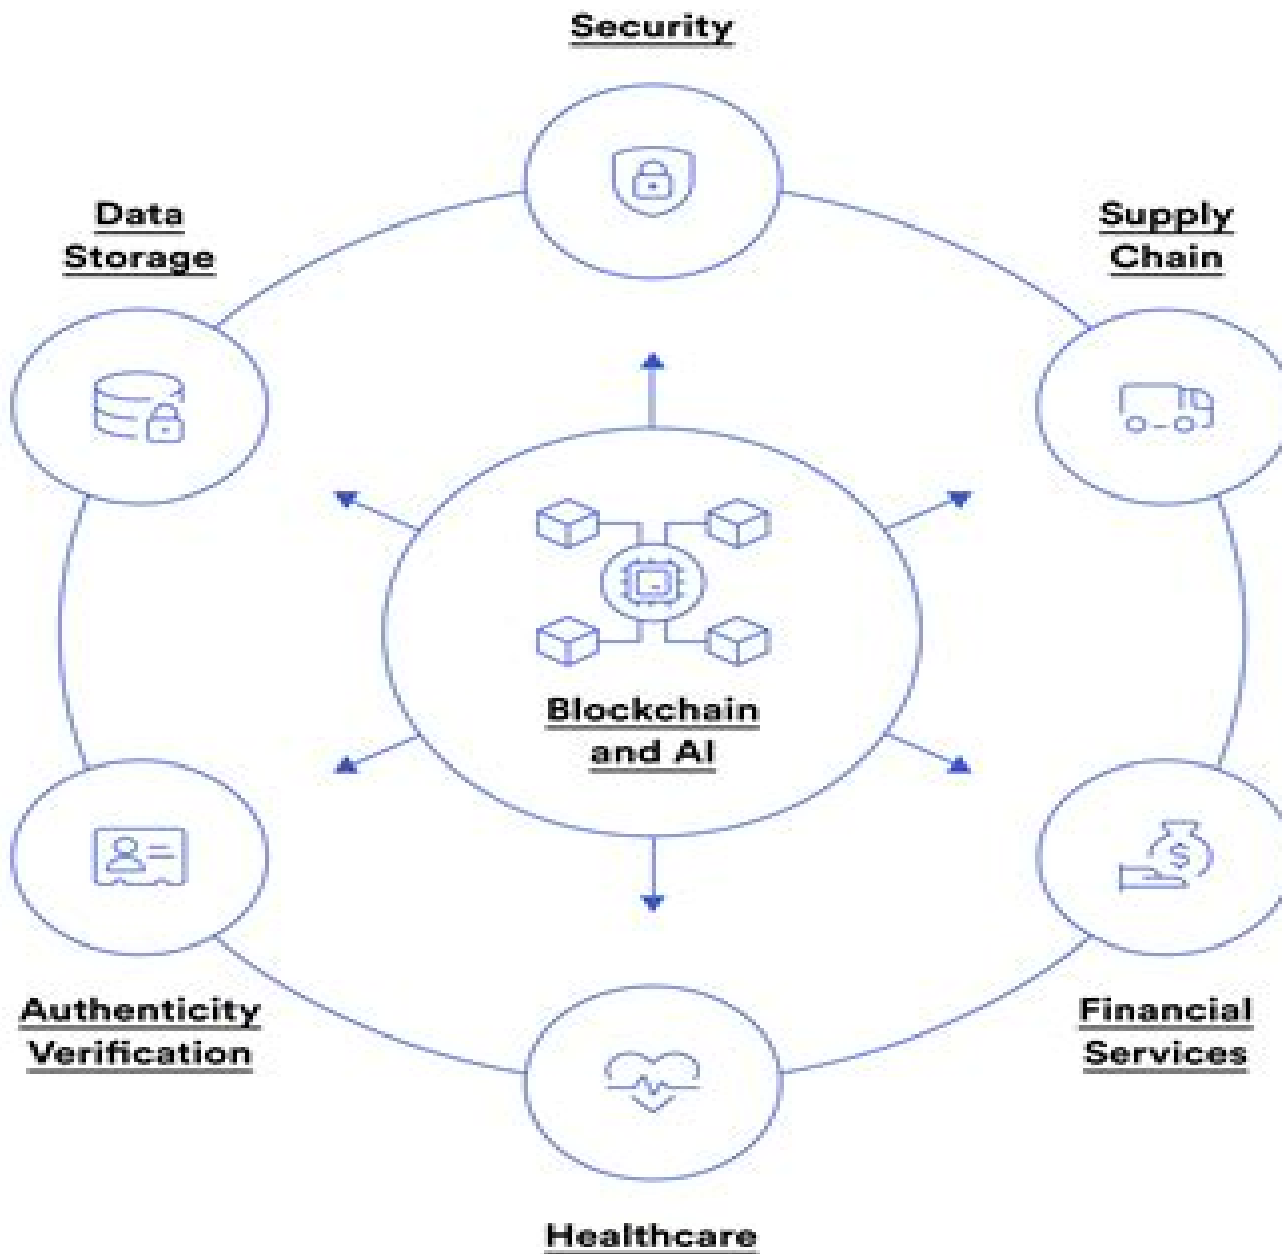 Security
Data
Storage
Supply
Chain
Blockchain
and AI
Authenticity
Verification
Financial
Services
Healthcare